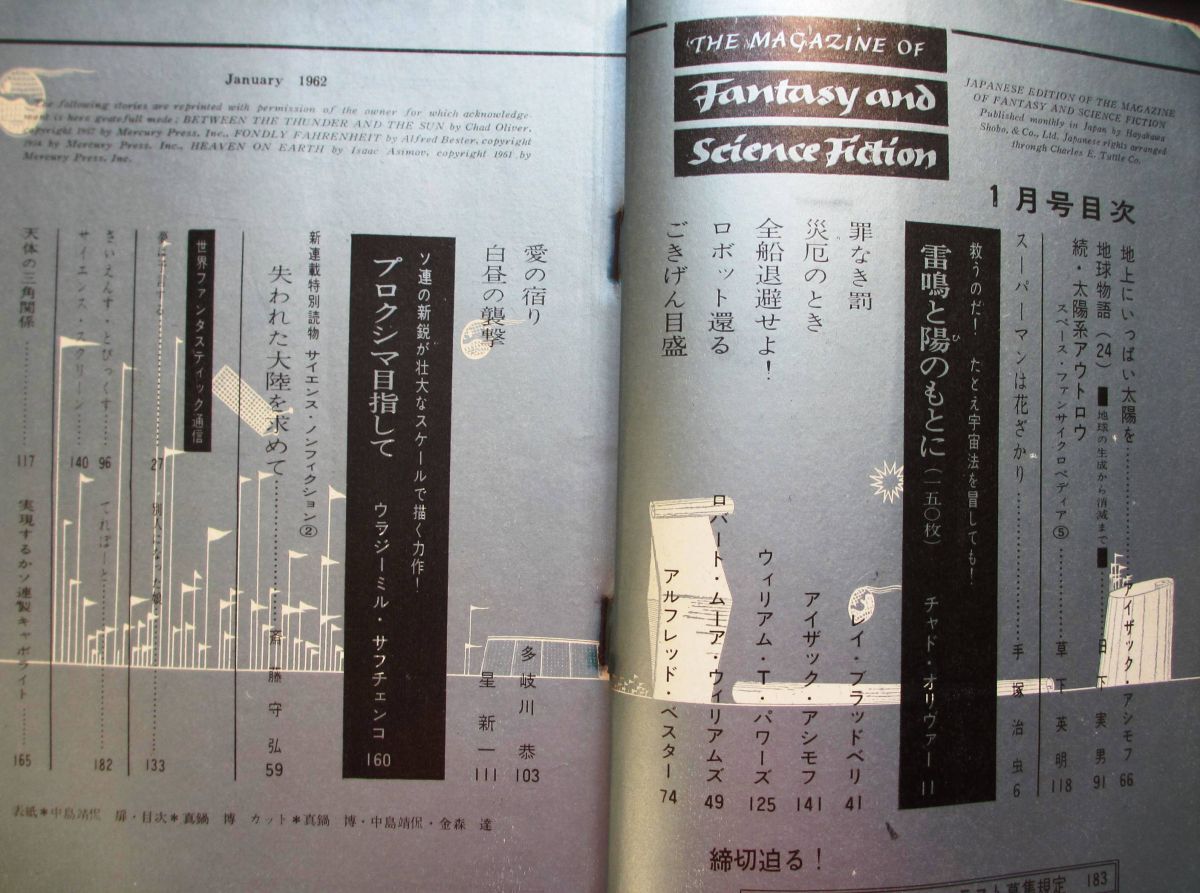 THE MAGAZINE OF
Fantasy and
Science Fiction
JAPANESE EDITION OF THE MAGAZINE
OF FANTASY AND SCIENCE FICTION
Published monthly in Japan by Hayakawa
Shobo, & Co., Ltd. Japanese rights arranged
through Charles E. Tuttle Co.
1月号目次
地上にいっぱい太陽を アイザック・アシモフ 66
地球物語（24） ■地球の生成から消滅まで■ 日下実男 91
続・太陽系アウトロウ
スペース・ファンサイクロペディア⑤ 草下英明 118
スーパーマンは花ざかり 手塚治虫 6
救うのだ！ たとえ宇宙法を冒しても！
雷鳴と陽のもとに（一五〇枚） チャド・オリヴァー 11
ひ
罪なき罰 レイ・ブラッドベリ 41
災厄のとき アイザック・アシモフ 141
全船退避せよ！ ウィリアム・T・パワーズ 125
ロボット還る ロバート・ムーア・ウィリアムズ 49
ごきげん目盛 アルフレッド・ベスター 74
締切迫る！
募集規定 183
January 1962
The following stories are reprinted with permission of the owner for which acknowledge-
ment is here gratefull mede: BETWEEN THE THUNDER AND THE SUN by Chad Oliver,
copyright 1957 by Mercury Press, Inc., FONDLY FAHRENHEIT by Alfred Bester, copyright
1954 by Mercury Press, Inc., HEAVEN ON EARTH by Isaac Asimov, copyright 1961 by
Mercury Press, Inc.
愛の宿り 多岐川恭 103
白昼の襲撃 星新一 111
ソ連の新鋭が壮大なスケールで描く力作！
プロクシマ目指して ウラジーミル・サフチェンコ 160
新連載特別読物 サイエンス・ノンフィクション②
失われた大陸を求めて 斎藤守弘 59
世界ファンタスティック通信
27
133
さいえんす・とぴっくす 96
てれぽーと 182
サイエンス・スクリーン 140
天体の三角関係 117
実現するかソ連製キャボライト 165
表紙＊中島靖侃 扉・目次＊真鍋博 カット＊真鍋博・中島靖侃・金森達